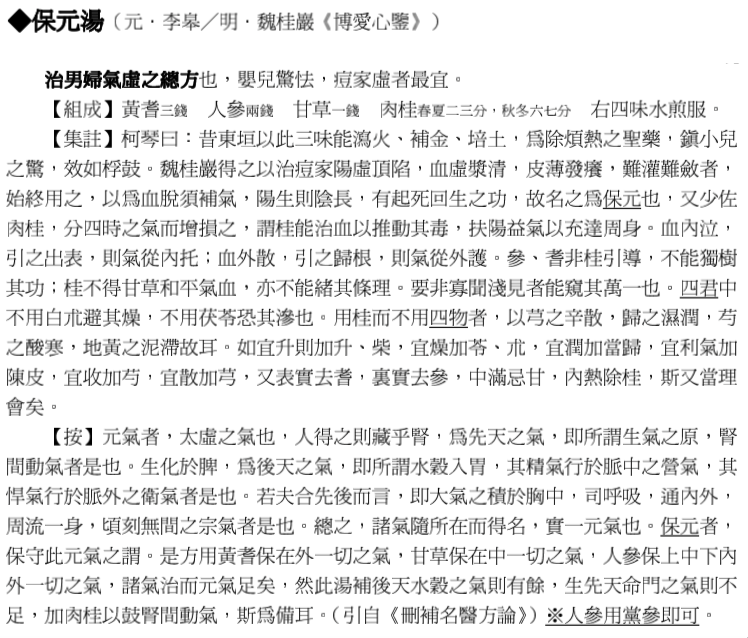 ◆保元湯（元．李皋／明．魏桂巖《博愛心鑒》）
治男婦氣虛之總方也，嬰兒驚怯，痘家虛者最宜。
【組成】黃耆三錢　人參兩錢　甘草一錢　肉桂春夏二三分，秋冬六七分　右四味水煎服。
【集註】柯琴曰：昔東垣以此三味能瀉火、補金、培土，為除煩熱之聖藥，鎮小兒
之驚，效如桴鼓。魏桂巖得之以治痘家陽虛頂陷，血虛漿清，皮薄發癢，難灌難斂者，
始終用之，以為血脫須補氣，陽生則陰長，有起死回生之功，故名之為保元也，又少佐
肉桂，分四時之氣而增損之，謂桂能治血以推動其毒，扶陽益氣以充達周身。血內泣，
引之出表，則氣從內托；血外散，引之歸根，則氣從外護。參、耆非桂引導，不能獨樹
其功；桂不得甘草和平氣血，亦不能緒其條理。要非寡聞淺見者能窺其萬一也。四君中
不用白朮避其燥，不用茯苓恐其滲也。用桂而不用四物者，以芎之辛散，歸之濕潤，芍
之酸寒，地黃之泥滯故耳。如宜升則加升、柴，宜燥加苓、朮，宜潤加當歸，宜利氣加
陳皮，宜收加芍，宜散加芎，又表實去耆，裏實去參，中滿忌甘，內熱除桂，斯又當理
會矣。
【按】元氣者，太虛之氣也，人得之則藏乎腎，為先天之氣，即所謂生氣之原，腎
間動氣者是也。生化於脾，為後天之氣，即所謂水穀入胃，其精氣行於脈中之營氣，其
悍氣行於脈外之衛氣者是也。若夫合先後而言，即大氣之積於胸中，司呼吸，通內外，
周流一身，頃刻無間之宗氣者是也。總之，諸氣隨所在而得名，實一元氣也。保元者，
保守此元氣之謂。是方用黃耆保在外一切之氣，甘草保在中一切之氣，人參保上中下內
外一切之氣，諸氣治而元氣足矣，然此湯補後天水穀之氣則有餘，生先天命門之氣則不
足，加肉桂以鼓腎間動氣，斯為備耳。（引自《刪補名醫方論》）※人參用黨參即可。